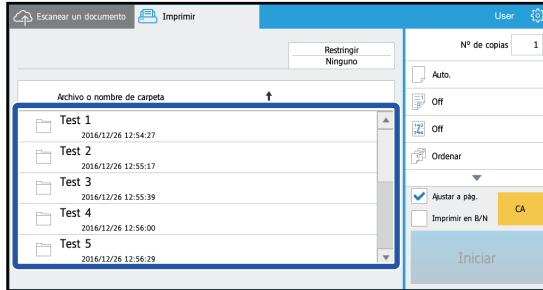 Escanear un documento
Imprimir
User
Restringir
Ninguno
Nº de copias 1
Archivo o nombre de carpeta
Test 1
2016/12/26 12:54:27
Test 2
2016/12/26 12:55:17
Test 3
2016/12/26 12:55:39
Test 4
2016/12/26 12:56:00
Test 5
2016/12/26 12:56:29
Auto.
Off
Off
Ordenar
Ajustar a pág.
Imprimir en B/N
CA
Iniciar